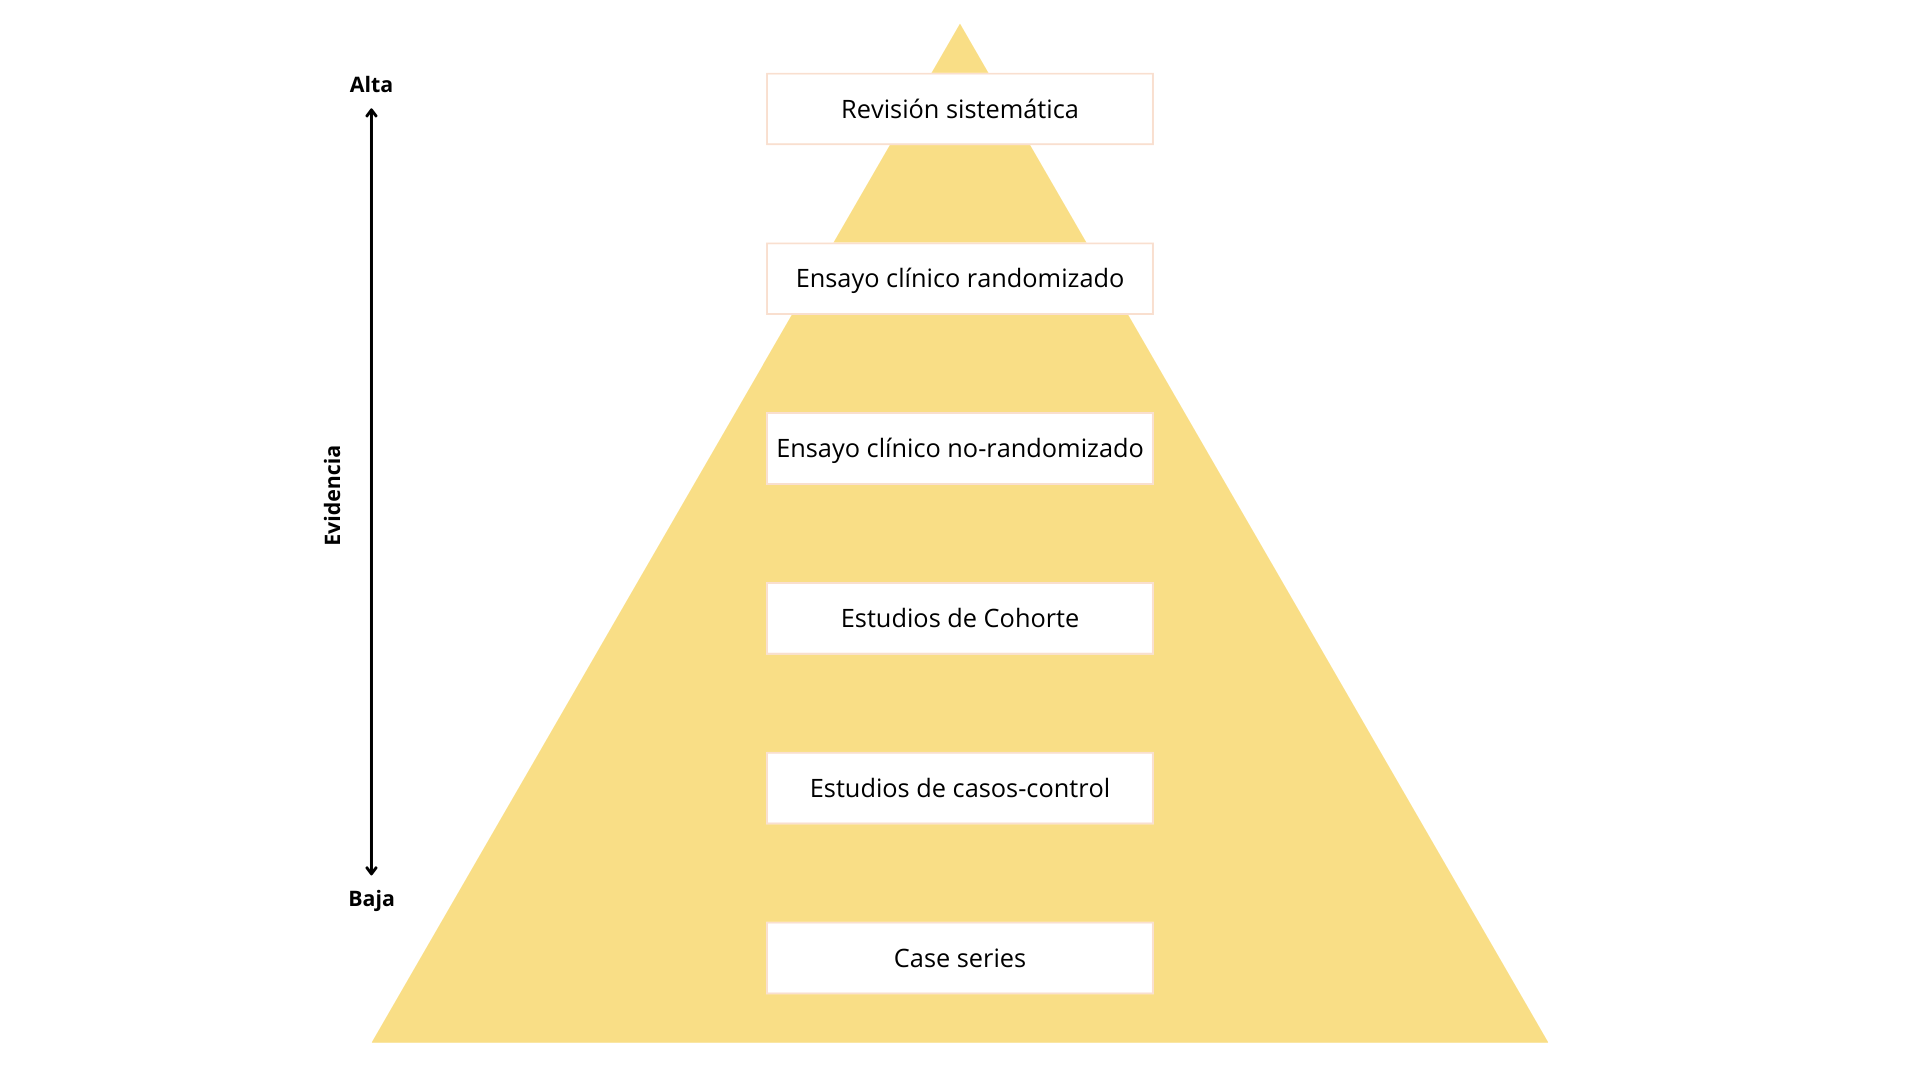 Alta
Revisión sistemática
Ensayo clínico randomizado
Ensayo clínico no-randomizado
Evidencia
Estudios de Cohorte
Estudios de casos-control
Baja
Case series